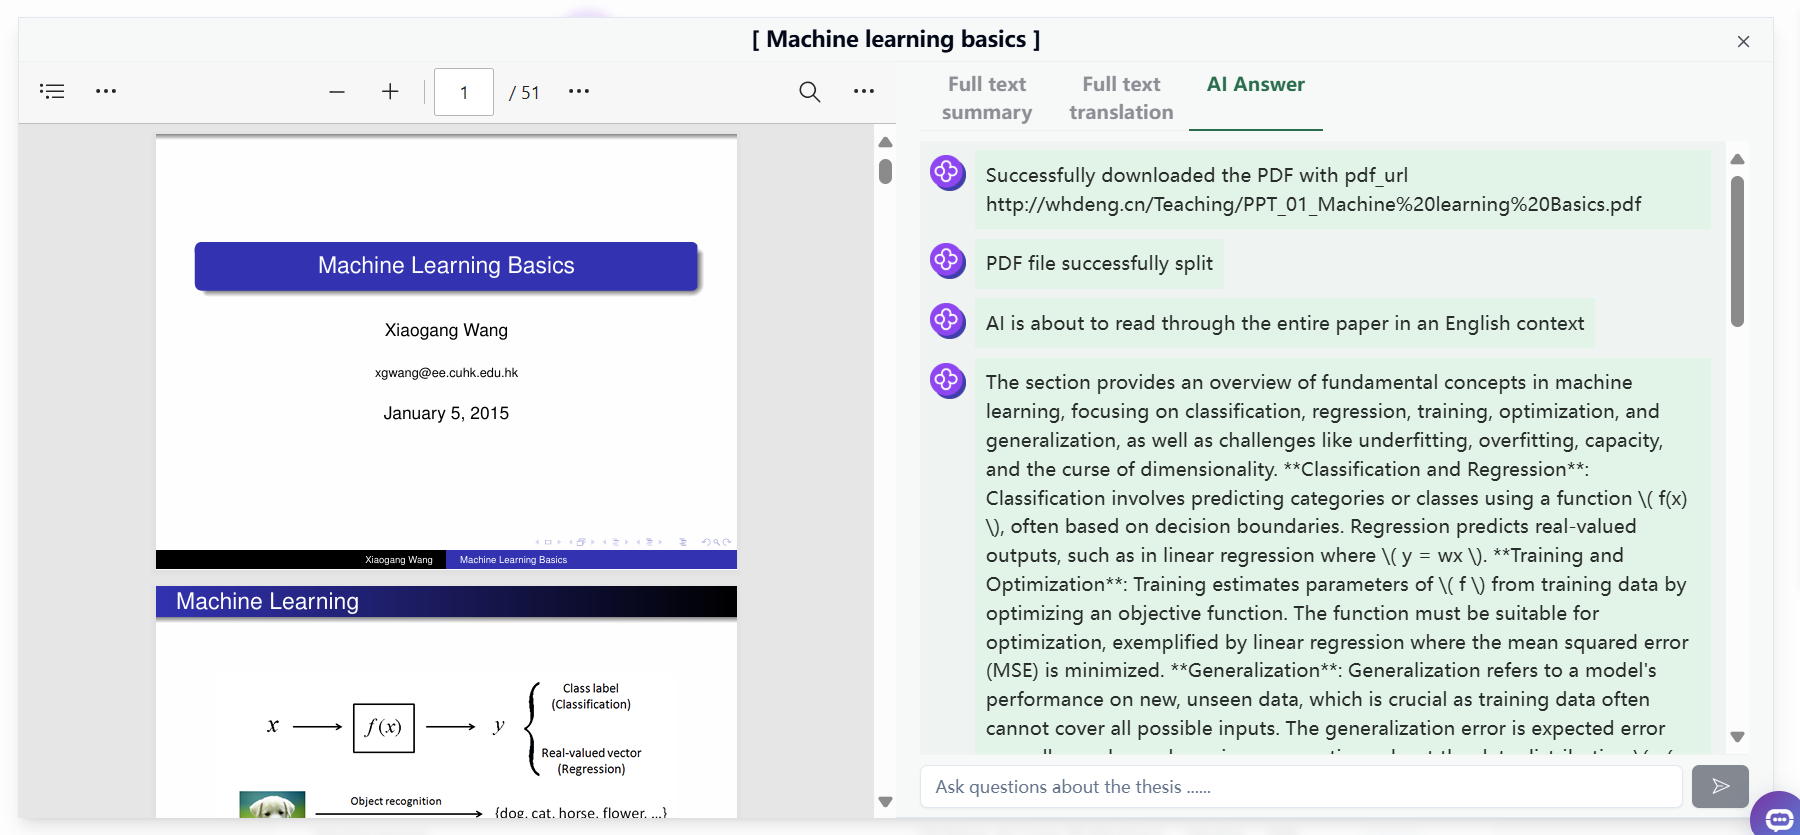 [ Machine learning basics ]
1 / 51
Full text summary
Full text translation
AI Answer
Machine Learning Basics
Xiaogang Wang
xgwang@ee.cuhk.edu.hk
January 5, 2015
Xiaogang Wang
Machine Learning Basics
Machine Learning
x
f(x)
y
Class label
(Classification)
Real-valued vector
(Regression)
Object recognition
{dog, cat, horse, flower, ...}
Successfully downloaded the PDF with pdf_url
http://whdeng.cn/Teaching/PPT_01_Machine%20learning%20Basics.pdf
PDF file successfully split
AI is about to read through the entire paper in an English context
The section provides an overview of fundamental concepts in machine
learning, focusing on classification, regression, training, optimization, and
generalization, as well as challenges like underfitting, overfitting, capacity,
and the curse of dimensionality. **Classification and Regression**:
Classification involves predicting categories or classes using a function \( f(x)
\), often based on decision boundaries. Regression predicts real-valued
outputs, such as in linear regression where \( y = wx \). **Training and
Optimization**: Training estimates parameters of \( f \) from training data by
optimizing an objective function. The function must be suitable for
optimization, exemplified by linear regression where the mean squared error
(MSE) is minimized. **Generalization**: Generalization refers to a model's
performance on new, unseen data, which is crucial as training data often
cannot cover all possible inputs. The generalization error is expected error
Ask questions about the thesis ......